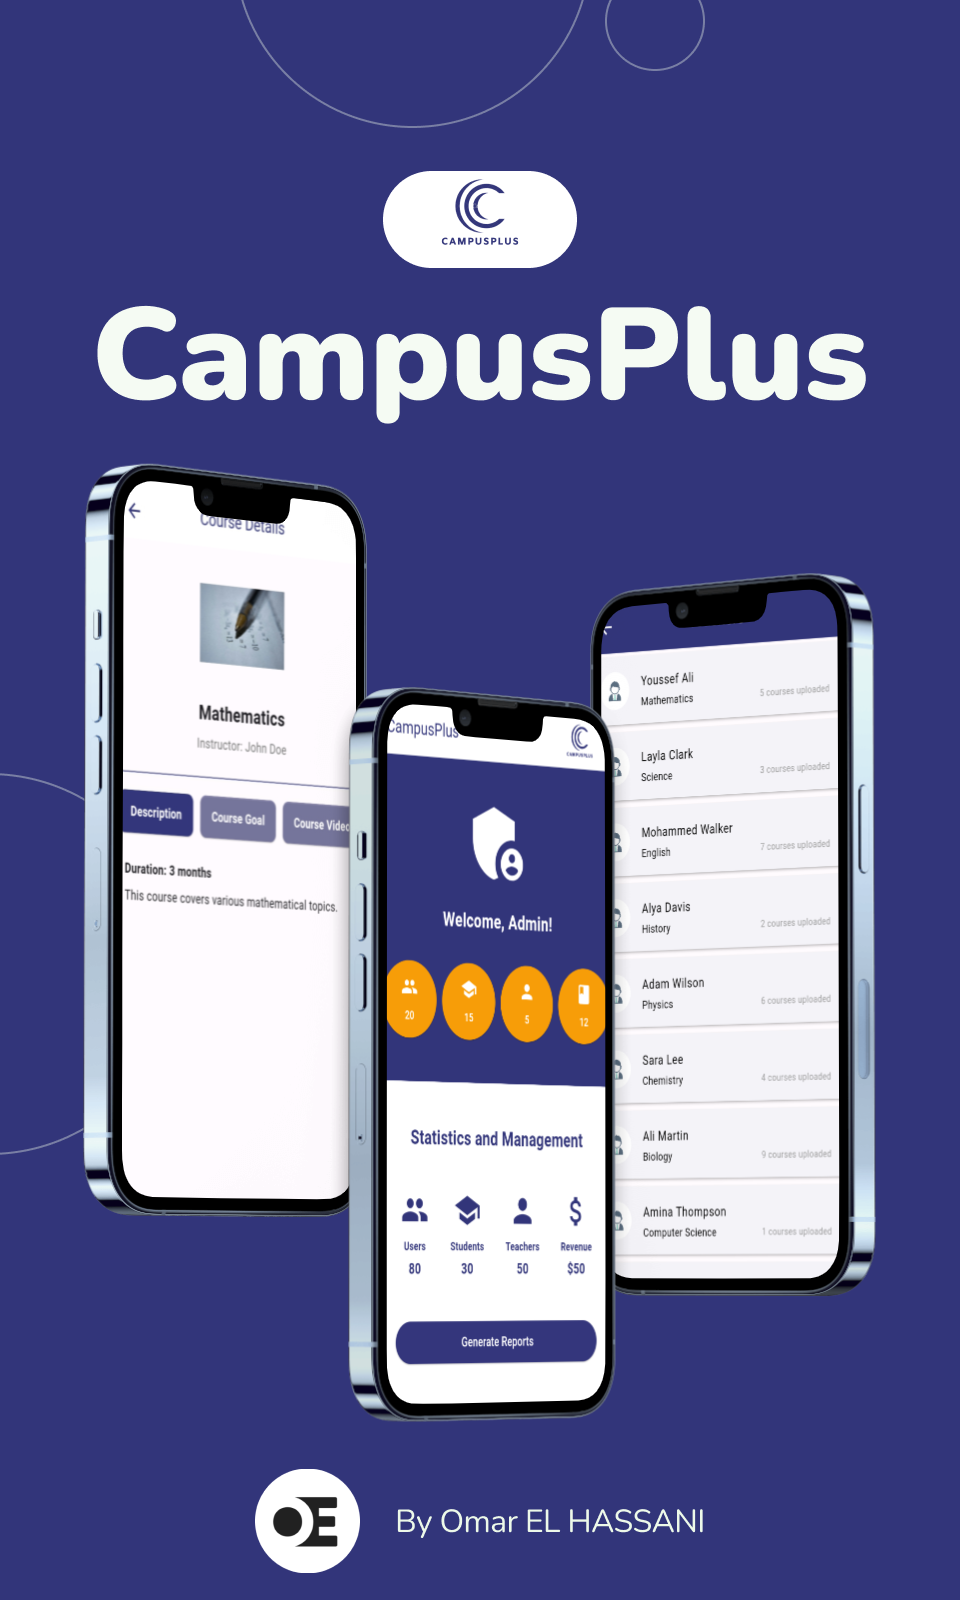 CAMPUSPLUS
CampusPlus
Course Details
Mathematics
Instructor: John Doe
Description
Course Goal
Course Video
Duration: 3 months
This course covers various mathematical topics.
CampusPlus
CAMPUSPLUS
Welcome, Admin!
20
15
5
12
Statistics and Management
Users
Students
Teachers
Revenue
80
30
50
$50
Generate Reports
Youssef Ali
Mathematics
5 courses uploaded
Layla Clark
Science
3 courses uploaded
Mohammed Walker
English
7 courses uploaded
Alya Davis
History
2 courses uploaded
Adam Wilson
Physics
6 courses uploaded
Sara Lee
Chemistry
4 courses uploaded
Ali Martin
Biology
9 courses uploaded
Amina Thompson
Computer Science
1 courses uploaded
OE
By Omar EL HASSANI